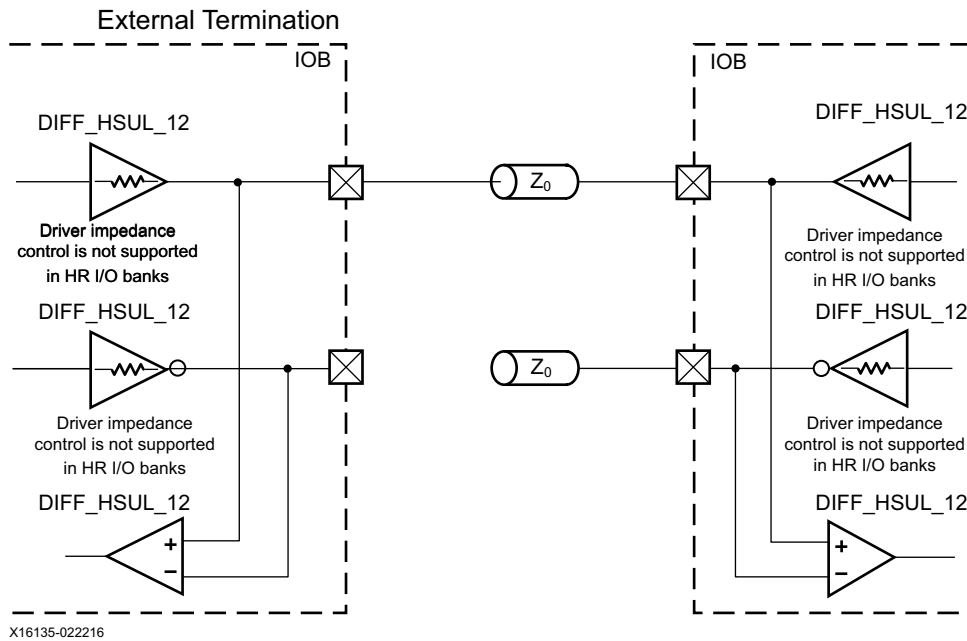 External Termination
IOB
IOB
DIFF_HSUL_12
DIFF_HSUL_12
Z0
Driver impedance
control is not supported
in HR I/O banks
Driver impedance
control is not supported
in HR I/O banks
DIFF_HSUL_12
DIFF_HSUL_12
Z0
Driver impedance
control is not supported
in HR I/O banks
Driver impedance
control is not supported
in HR I/O banks
DIFF_HSUL_12
DIFF_HSUL_12
+
–
+
–
X16135-022216